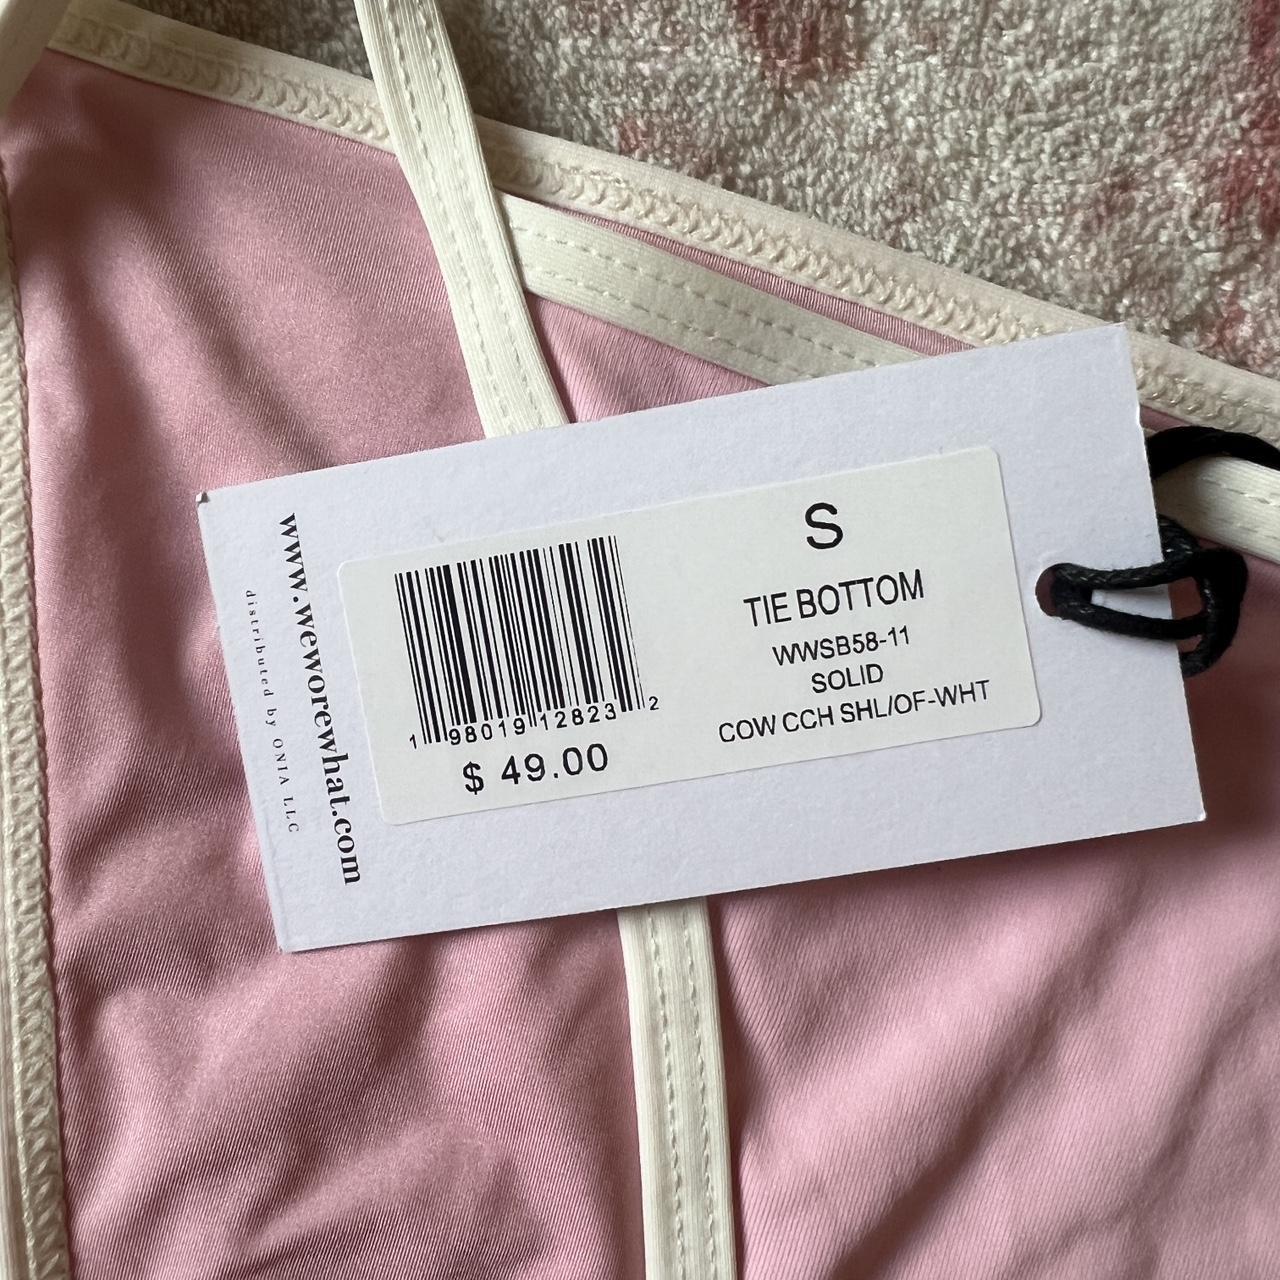 www.weworewhat.com
distributed by ONIA LLC
1 98019 12823 2
$ 49.00
S
TIE BOTTOM
WWSB58-11
SOLID
COW CCH SHL/OF-WHT